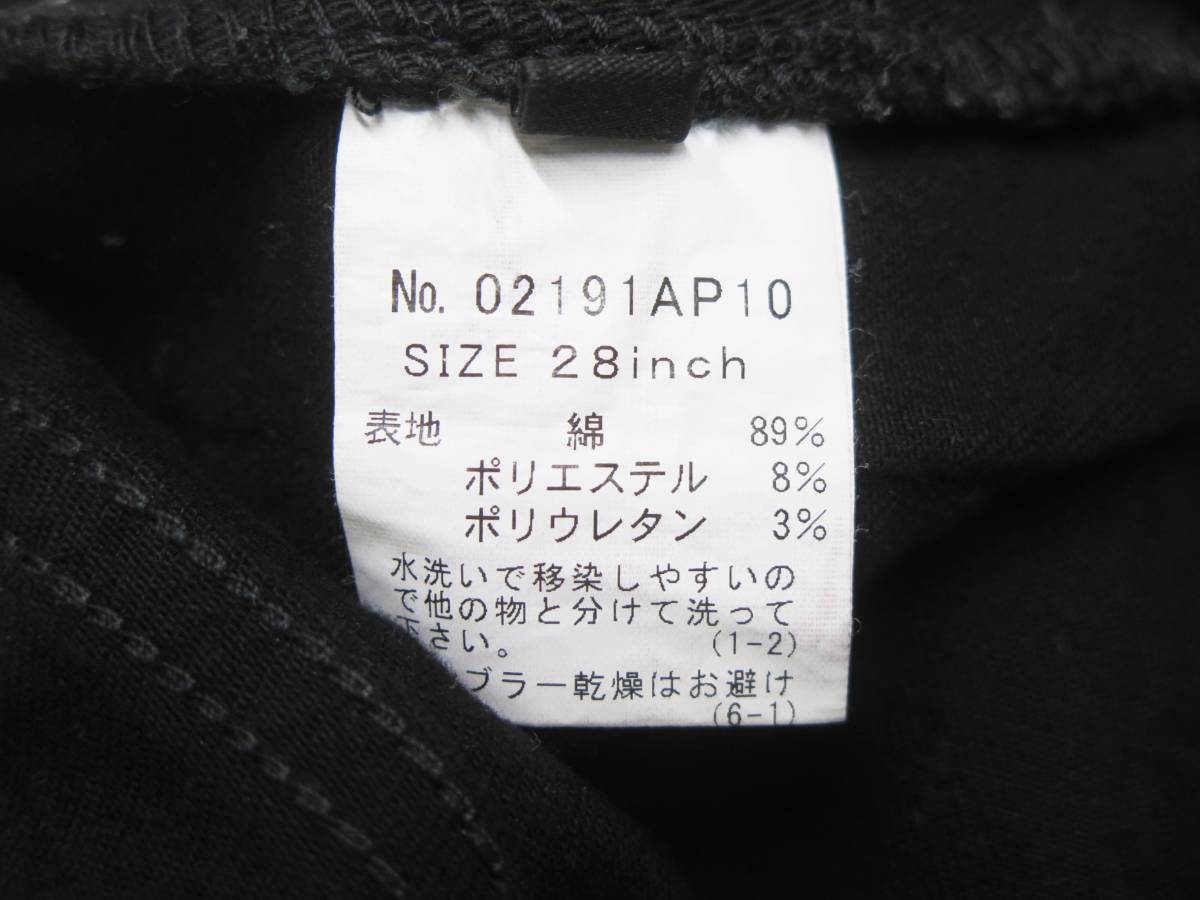 No. 02191AP10
SIZE 28inch
表地 綿 89%
ポリエステル 8%
ポリウレタン 3%
水洗いで移染しやすいの
で他の物と分けて洗って
下さい。 (1-2)
ブラー乾燥はお避け
(6-1)